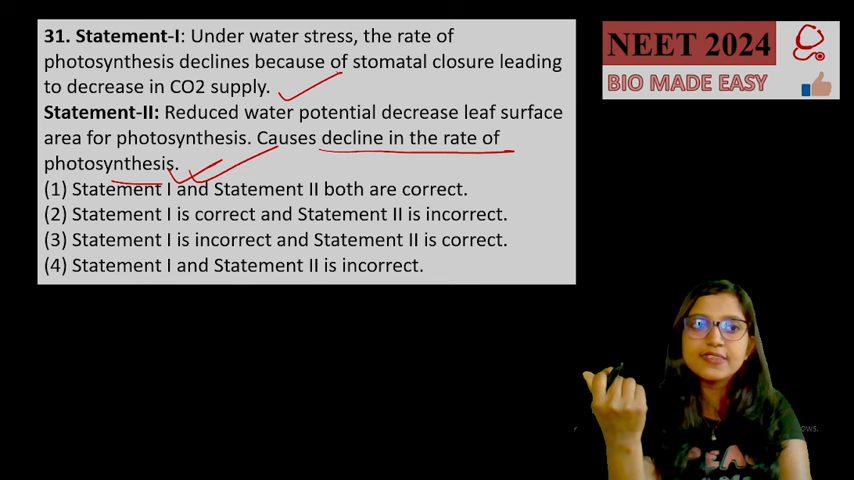 31. Statement-I: Under water stress, the rate of
photosynthesis declines because of stomatal closure leading
to decrease in CO2 supply.
Statement-II: Reduced water potential decrease leaf surface
area for photosynthesis. Causes decline in the rate of
photosynthesis.
(1) Statement I and Statement II both are correct.
(2) Statement I is correct and Statement II is incorrect.
(3) Statement I is incorrect and Statement II is correct.
(4) Statement I and Statement II is incorrect.
NEET 2024
BIO MADE EASY